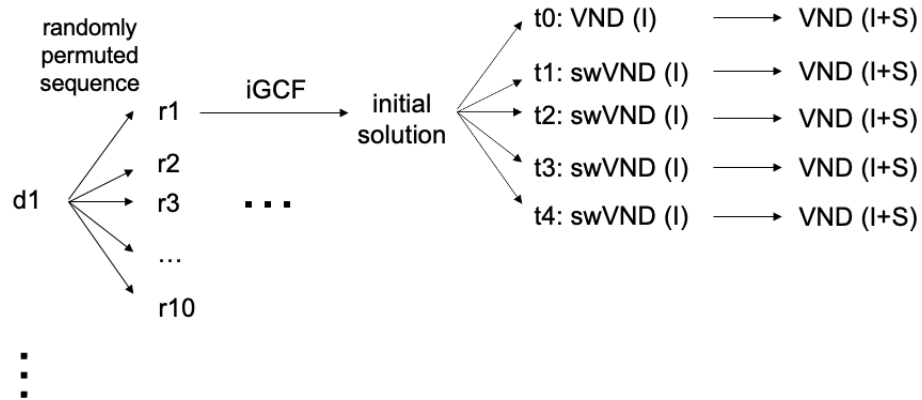 randomly
permuted
sequence
d1
r1
r2
r3
...
r10
iGCF
initial
solution
t0: VND (I)
VND (I+S)
t1: swVND (I)
VND (I+S)
t2: swVND (I)
VND (I+S)
t3: swVND (I)
VND (I+S)
t4: swVND (I)
VND (I+S)